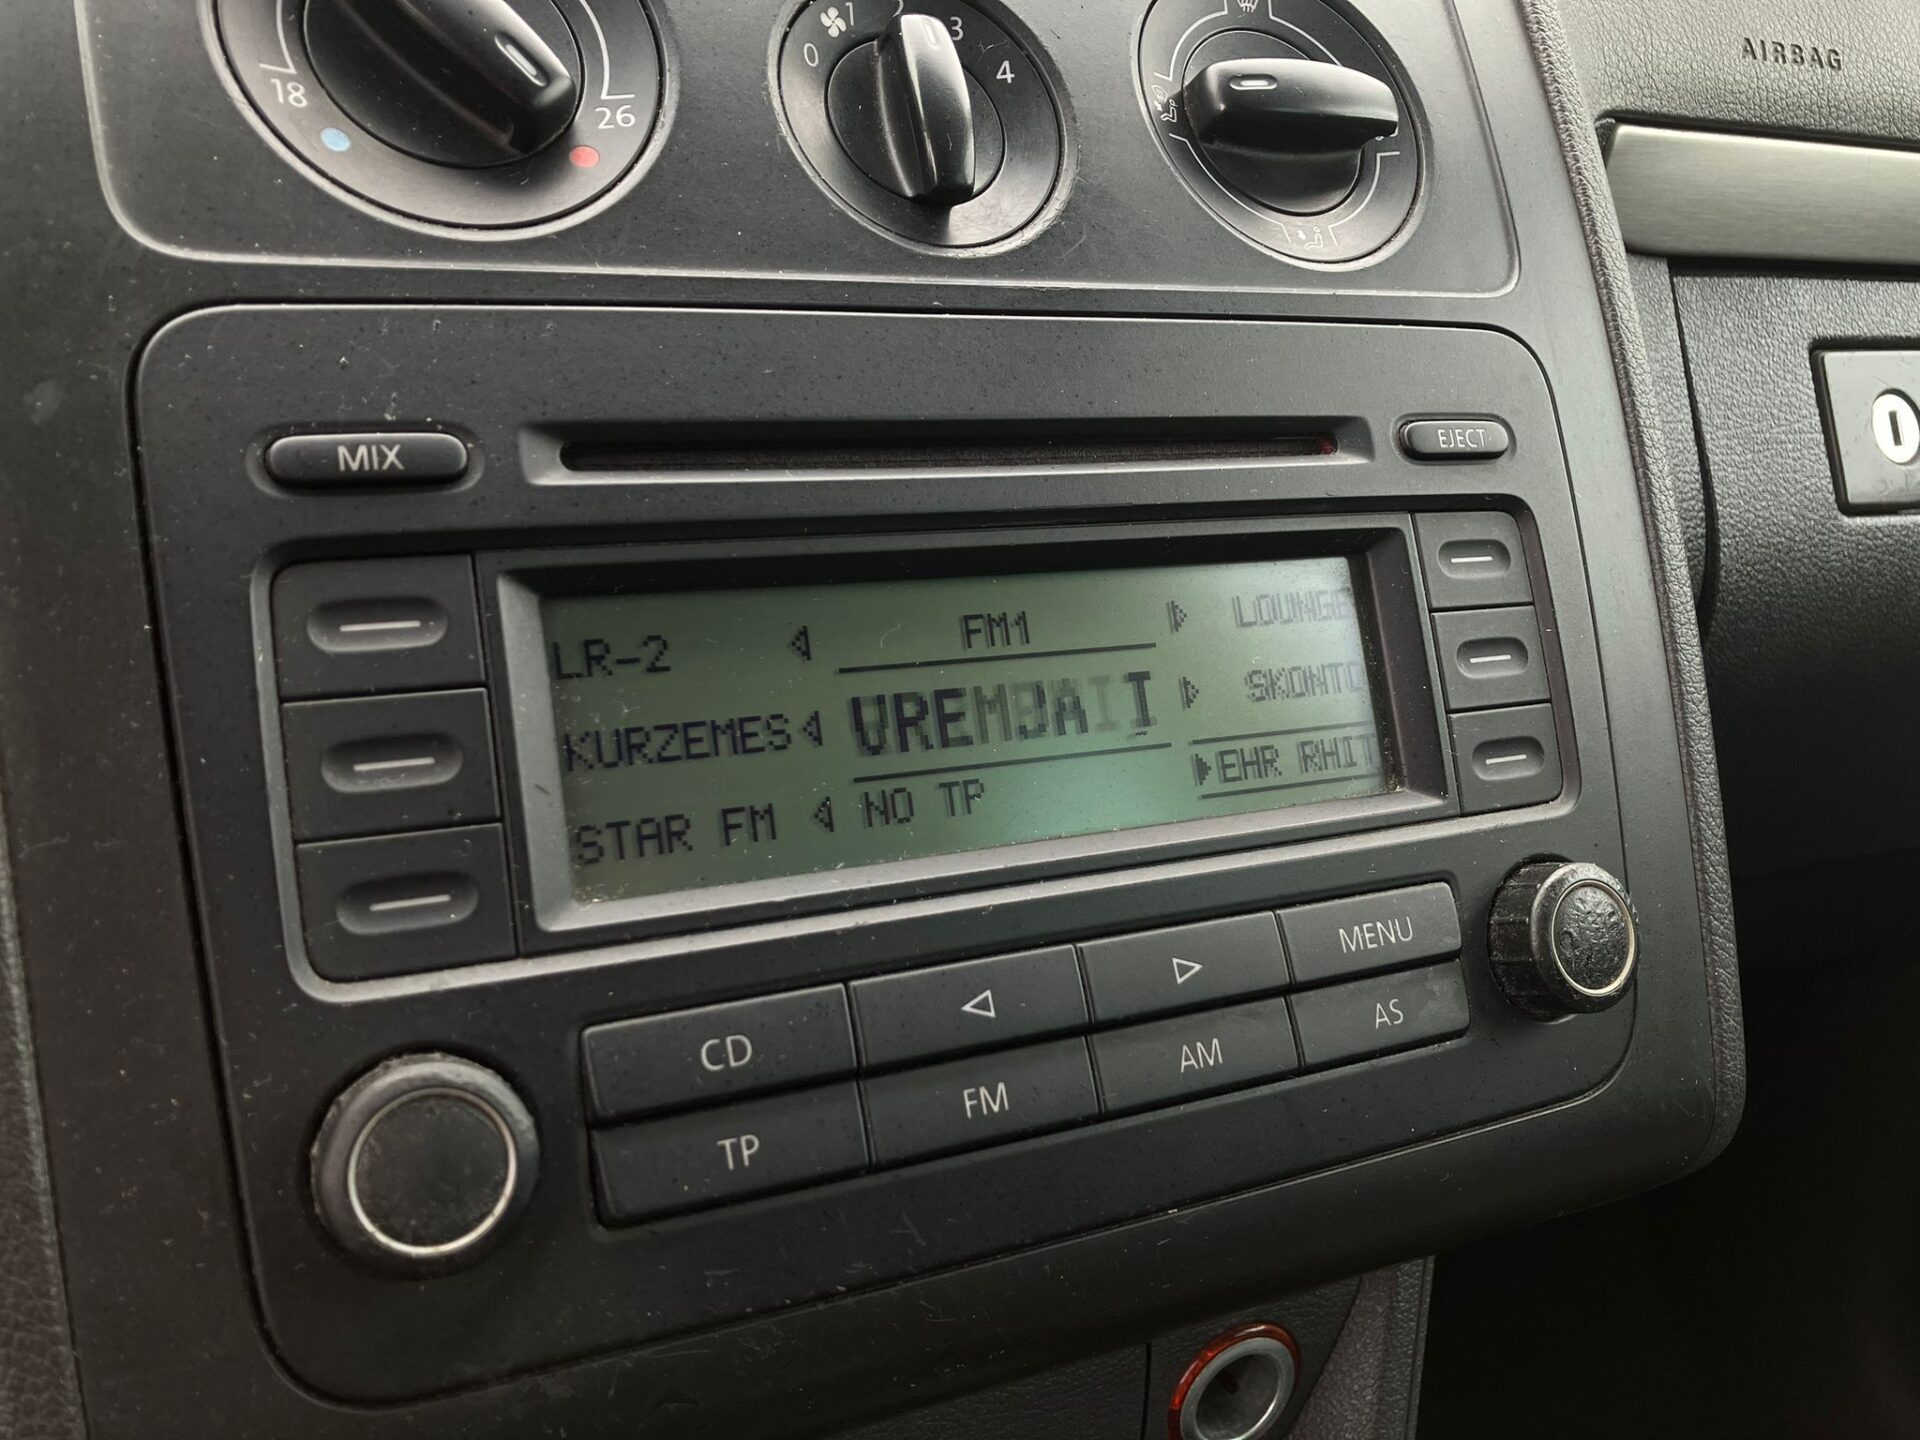 AIRBAG
18
26
0 1 2 3 4
MIX
EJECT
LR-2
FM1
LOUNGE
KURZEMES
SKONTO
STAR FM
NO TP
EHR RHIT
CD
MENU
TP
FM
AM
AS